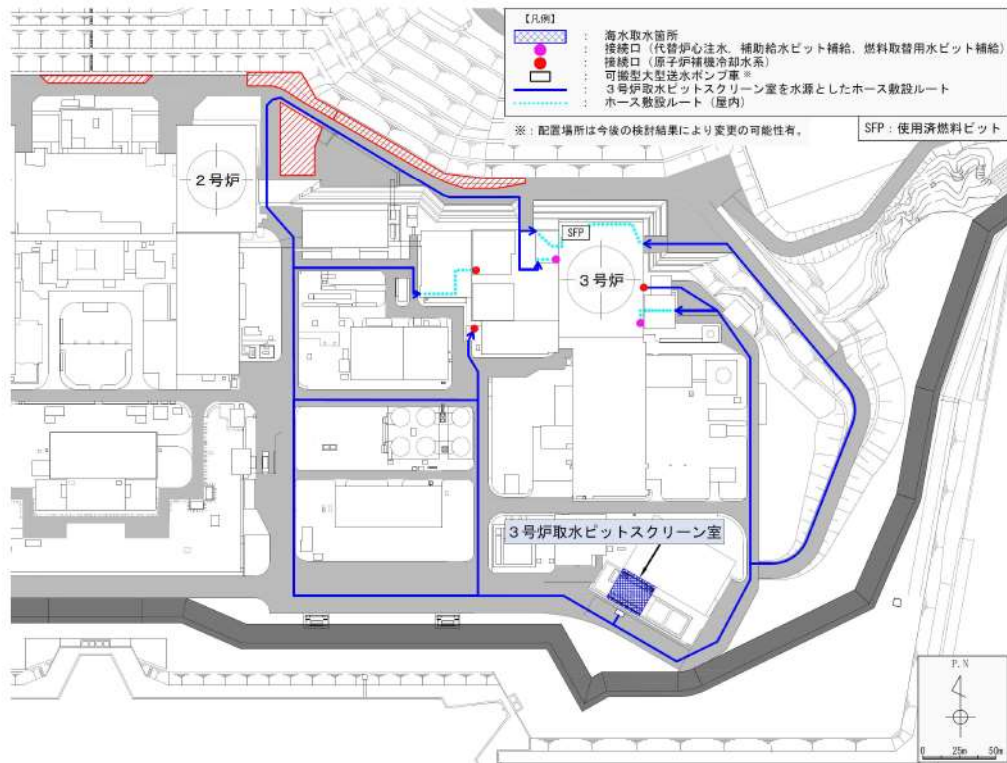 【凡例】
： 海水取水箇所
： 接続口（代替炉心注水，補助給水ピット補給，燃料取替用水ピット補給）
： 接続口（原子炉補機冷却水系）
： 可搬型大型送水ポンプ車※
： 3号炉取水ピットスクリーン室を水源としたホース敷設ルート
： ホース敷設ルート（屋内）
※：配置場所は今後の検討結果により変更の可能性有。
SFP：使用済燃料ピット
2号炉
SFP
3号炉
3号炉取水ピットスクリーン室
P.N
0 25m 50m